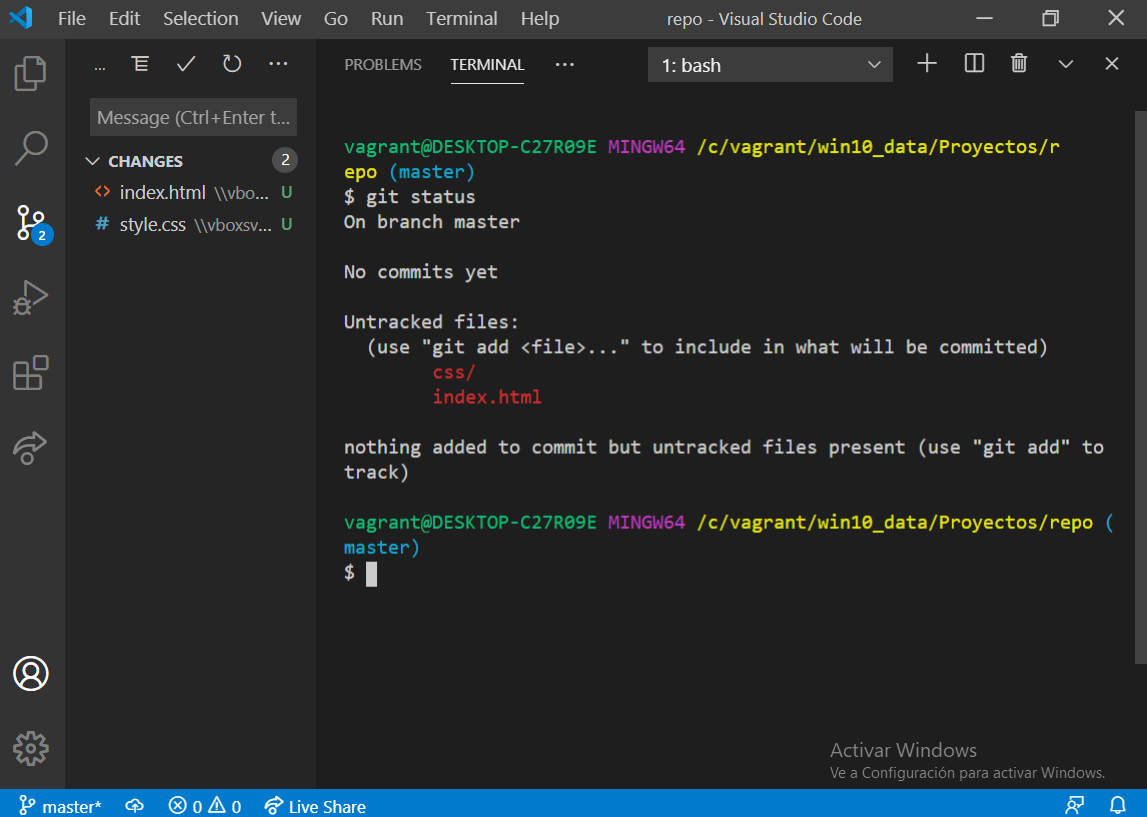 File Edit Selection View Go Run Terminal Help repo - Visual Studio Code
... PROBLEMS TERMINAL ... 1: bash
Message (Ctrl+Enter t...
CHANGES 2
index.html \\vbo... U
style.css \\vboxsv... U
2
vagrant@DESKTOP-C27R09E MINGW64 /c/vagrant/win10_data/Proyectos/r
epo (master)
$ git status
On branch master
No commits yet
Untracked files:
(use "git add <file>..." to include in what will be committed)
css/
index.html
nothing added to commit but untracked files present (use "git add" to
track)
vagrant@DESKTOP-C27R09E MINGW64 /c/vagrant/win10_data/Proyectos/repo (
master)
$
Activar Windows
Ve a Configuración para activar Windows.
master* 0 0 Live Share